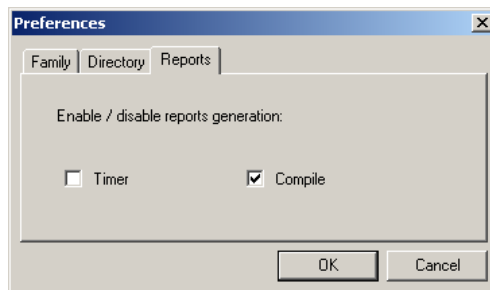 Preferences
Family Directory Reports
Enable / disable reports generation:
Timer Compile
OK Cancel